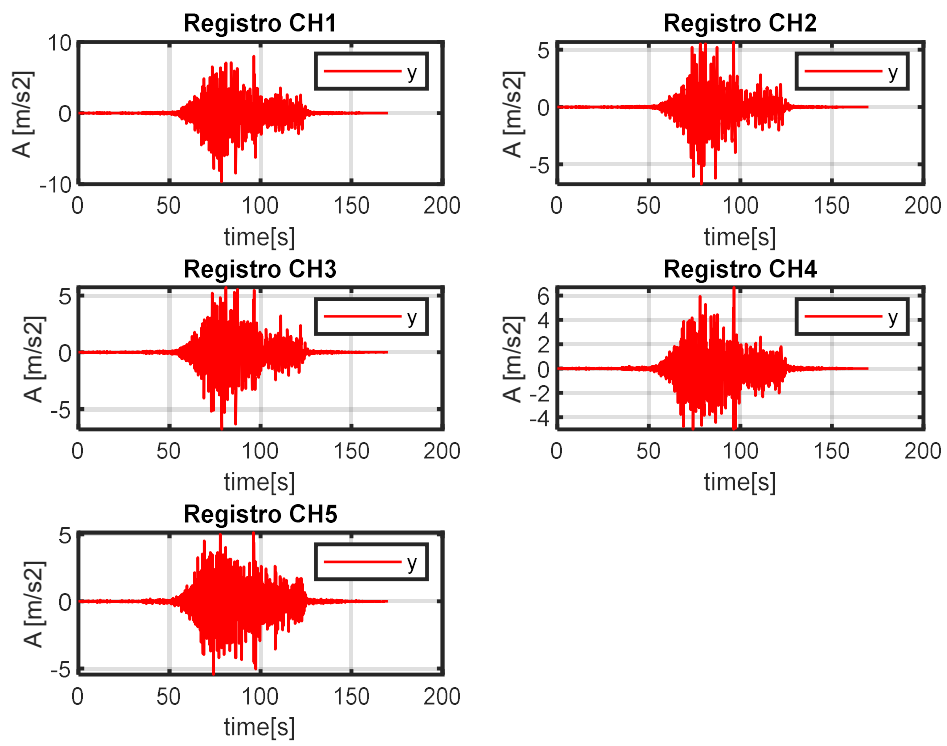 Registro CH1
y
A [m/s2]
10
0
-10
0 50 100 150 200
time[s]
Registro CH2
y
A [m/s2]
5
0
-5
0 50 100 150 200
time[s]
Registro CH3
y
A [m/s2]
5
0
-5
0 50 100 150 200
time[s]
Registro CH4
y
A [m/s2]
6
4
2
0
-2
-4
0 50 100 150 200
time[s]
Registro CH5
y
A [m/s2]
5
0
-5
0 50 100 150 200
time[s]